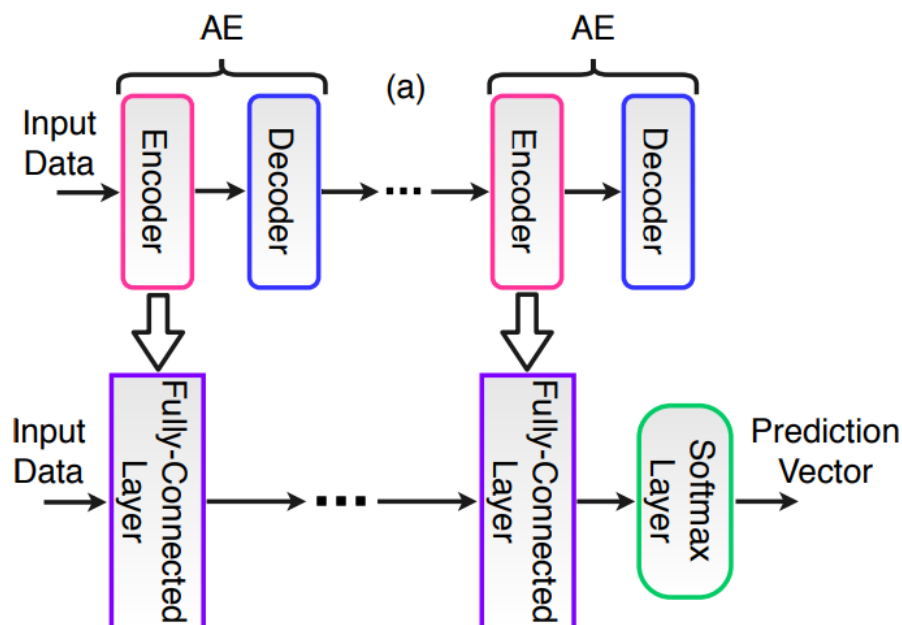 AE
AE
(a)
Input
Data
Encoder
Decoder
...
Encoder
Decoder
Input
Data
Fully-Connected
Layer
...
Fully-Connected
Layer
Softmax
Layer
Prediction
Vector